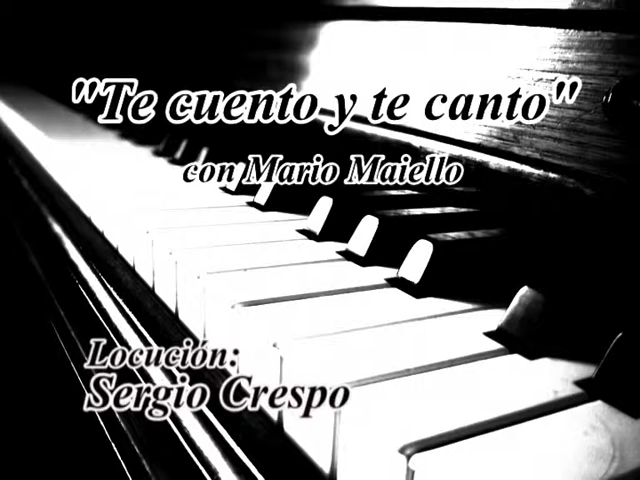 "Te cuento y te canto"
con Mario Maiello
Locución:
Sergio Crespo